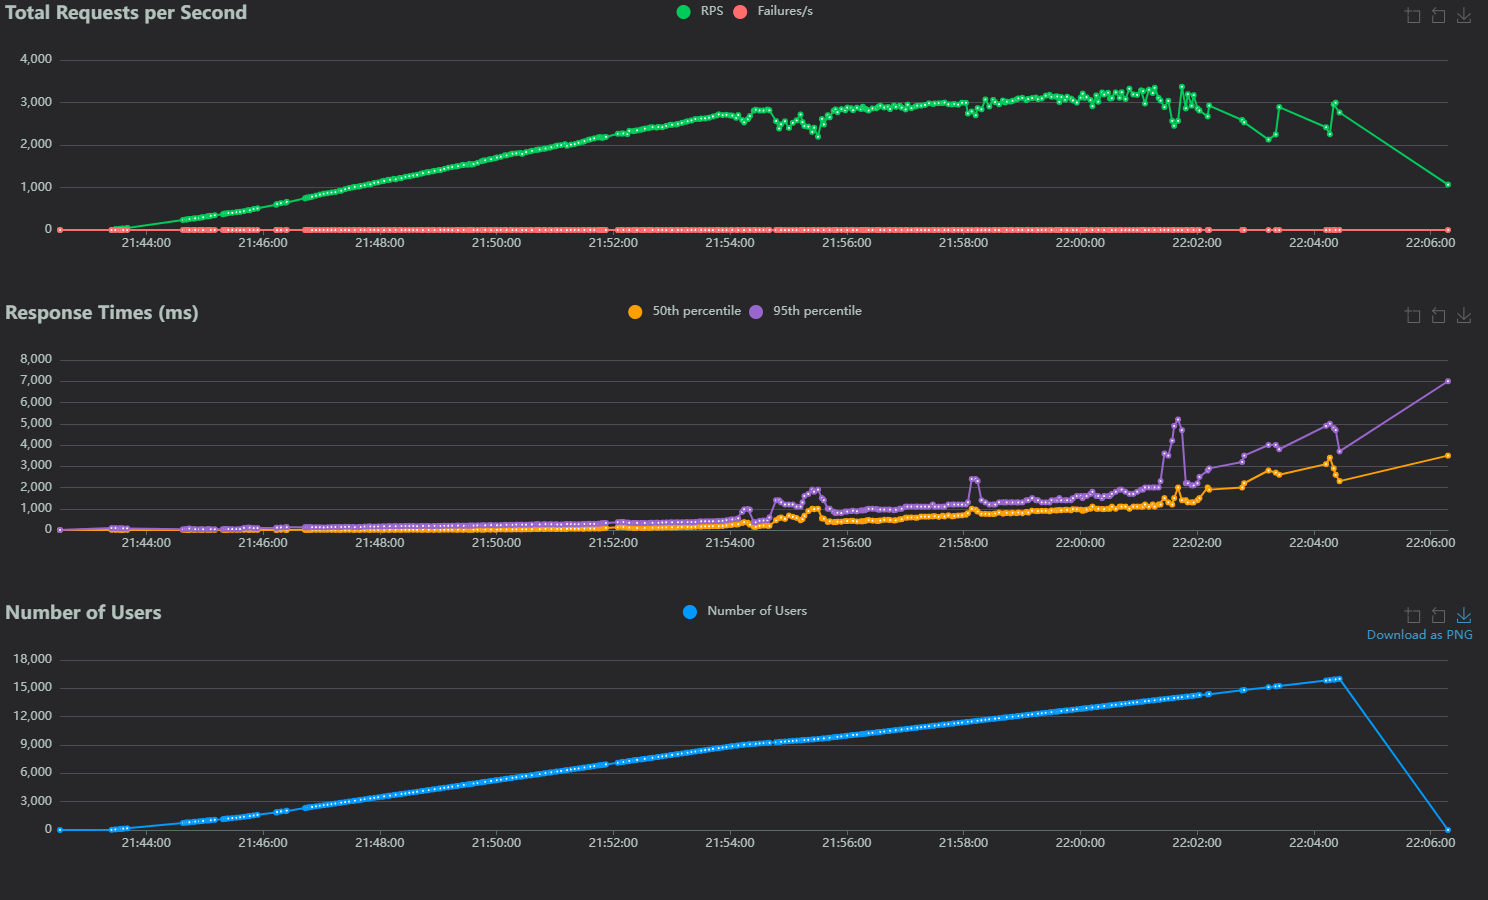 Total Requests per Second
RPS Failures/s
4,000
3,000
2,000
1,000
0
21:44:00 21:46:00 21:48:00 21:50:00 21:52:00 21:54:00 21:56:00 21:58:00 22:00:00 22:02:00 22:04:00 22:06:00
Response Times (ms)
50th percentile 95th percentile
8,000
7,000
6,000
5,000
4,000
3,000
2,000
1,000
0
21:44:00 21:46:00 21:48:00 21:50:00 21:52:00 21:54:00 21:56:00 21:58:00 22:00:00 22:02:00 22:04:00 22:06:00
Number of Users
Number of Users
Download as PNG
18,000
15,000
12,000
9,000
6,000
3,000
0
21:44:00 21:46:00 21:48:00 21:50:00 21:52:00 21:54:00 21:56:00 21:58:00 22:00:00 22:02:00 22:04:00 22:06:00